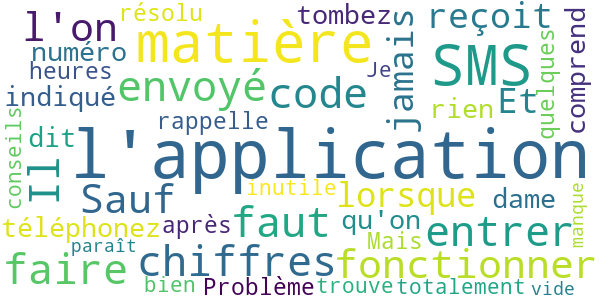 l'on
résolu
tombez
reçoit
comprend
numéro
matière
jamais
SMS
quelques
heures
Je
indiqué
envoyé
code
rien
Et
conseils
rappelle
dit
Il
l'application
Sauf
inutile
lorsque
dame
manque
téléphonez
après
faut
qu'on
entrer
paraît
Mais
faire
chiffres
fonctionner
bien
Problème
trouve
totalement
vide